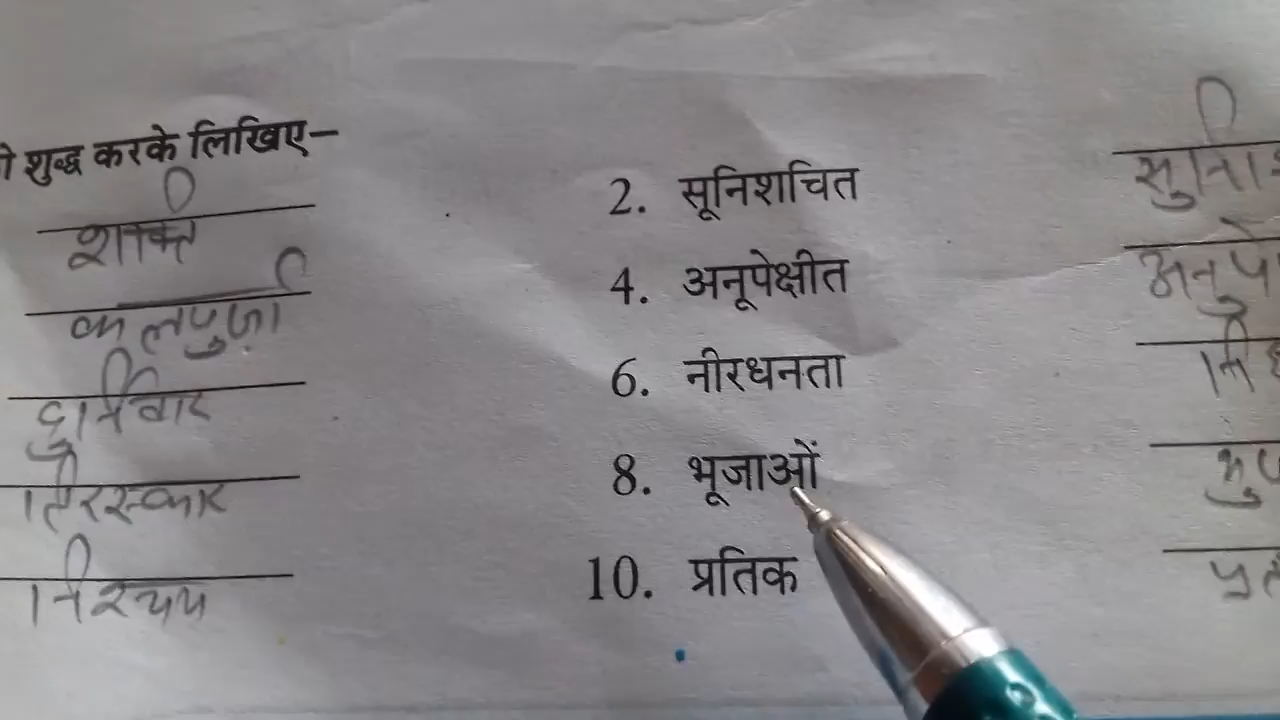 शुद्ध करके लिखिए–
शक्ति 2. सूनिशचित
कलपुर्जा 4. अनूपेक्षीत
दुर्निवार 6. नीरधनता
तिरस्कार 8. भूजाओं
निश्चय 10. प्रतिक